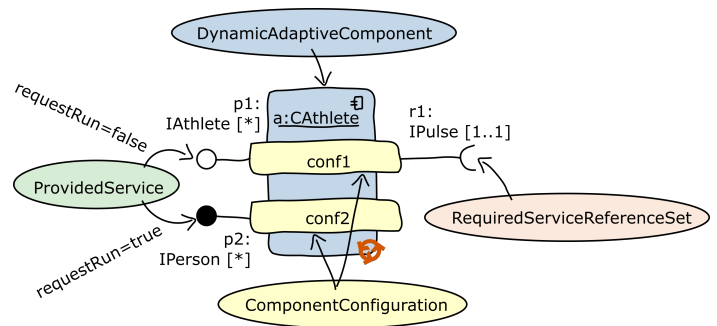 DynamicAdaptiveComponent
requestRun=false
p1:
IAthlete [*]
a:CAthlete
r1:
IPulse [1..1]
conf1
ProvidedService
conf2
RequiredServiceReferenceSet
requestRun=true
p2:
IPerson [*]
ComponentConfiguration